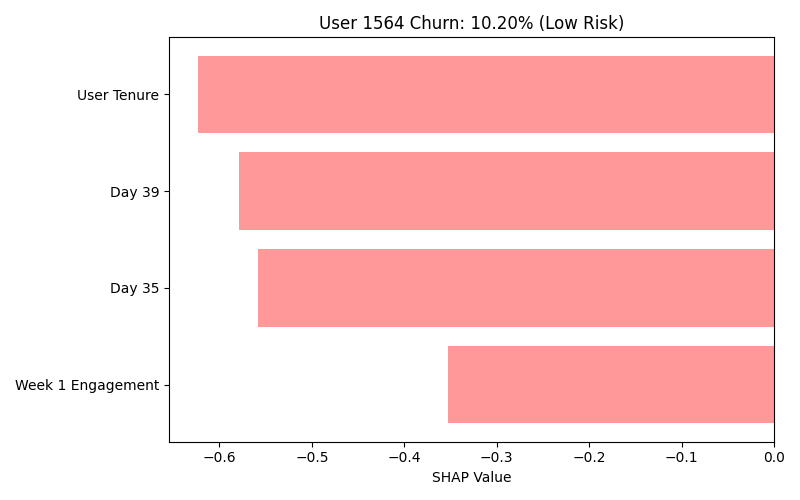 User 1564 Churn: 10.20% (Low Risk)
User Tenure
Day 39
Day 35
Week 1 Engagement
−0.6 −0.5 −0.4 −0.3 −0.2 −0.1 0.0
SHAP Value